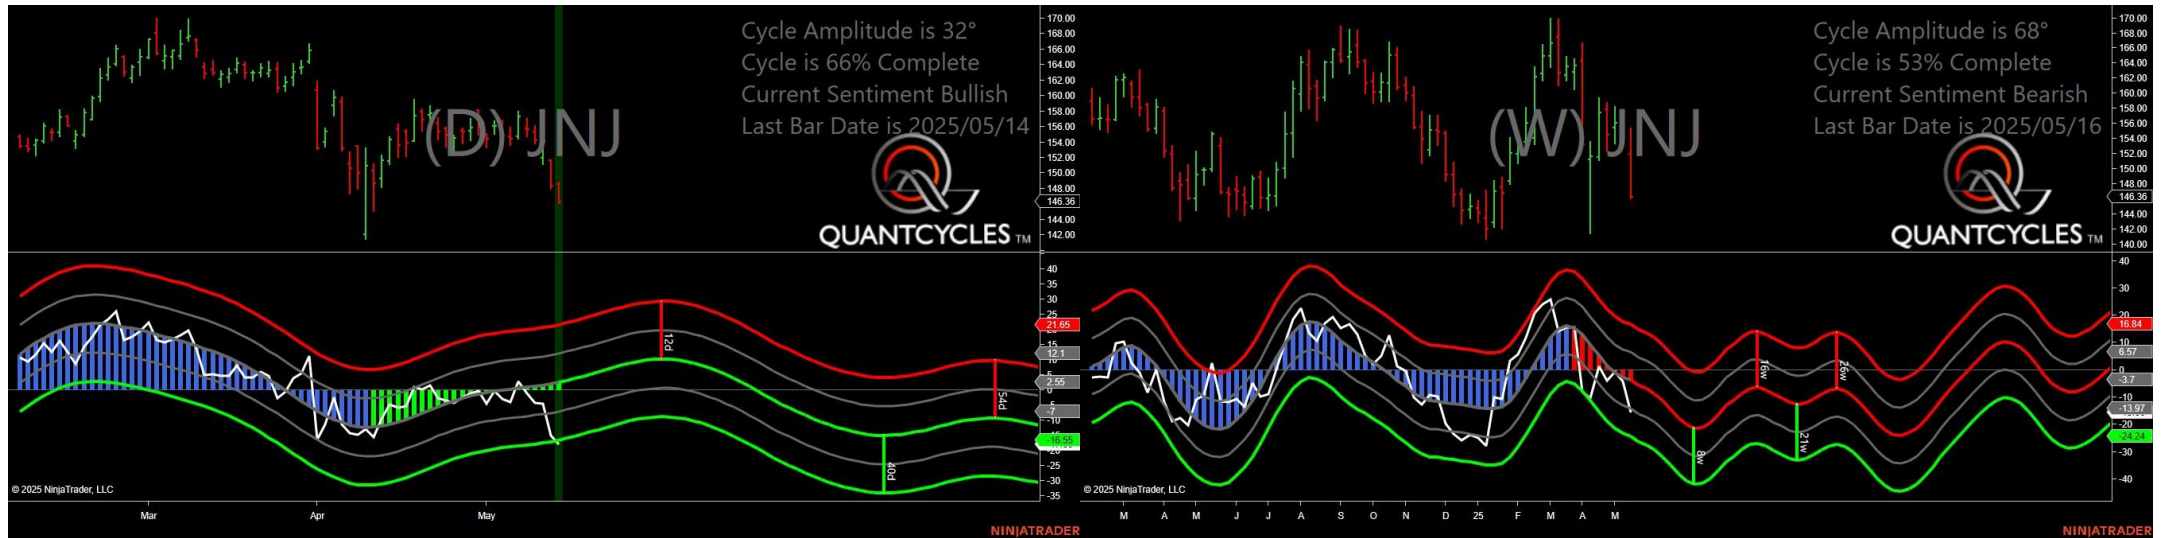 Cycle Amplitude is 32°
Cycle is 66% Complete
Current Sentiment Bullish
Last Bar Date is 2025/05/14
(D) JNJ
QUANTCYCLES TM
170.00
168.00
166.00
164.00
162.00
160.00
158.00
156.00
154.00
152.00
150.00
148.00
146.36
144.00
142.00
40
35
30
25
21.65
15
12.1
5
2.55
0
-5
-7
-10
-16.55
-20
-25
-30
-35
12d
40d
54d
© 2025 NinjaTrader, LLC
Mar
Apr
May
NINJATRADER
Cycle Amplitude is 68°
Cycle is 53% Complete
Current Sentiment Bearish
Last Bar Date is 2025/05/16
(W) JNJ
QUANTCYCLES TM
170.00
168.00
166.00
164.00
162.00
160.00
158.00
156.00
154.00
152.00
150.00
148.00
146.36
144.00
142.00
140.00
40
30
20
16.84
10
6.57
0
-3.7
-10
-13.97
-20
-24.24
-30
-40
8w
16w
21w
26w
© 2025 NinjaTrader, LLC
M
A
M
J
J
A
S
O
N
D
25
F
M
A
M
NINJATRADER